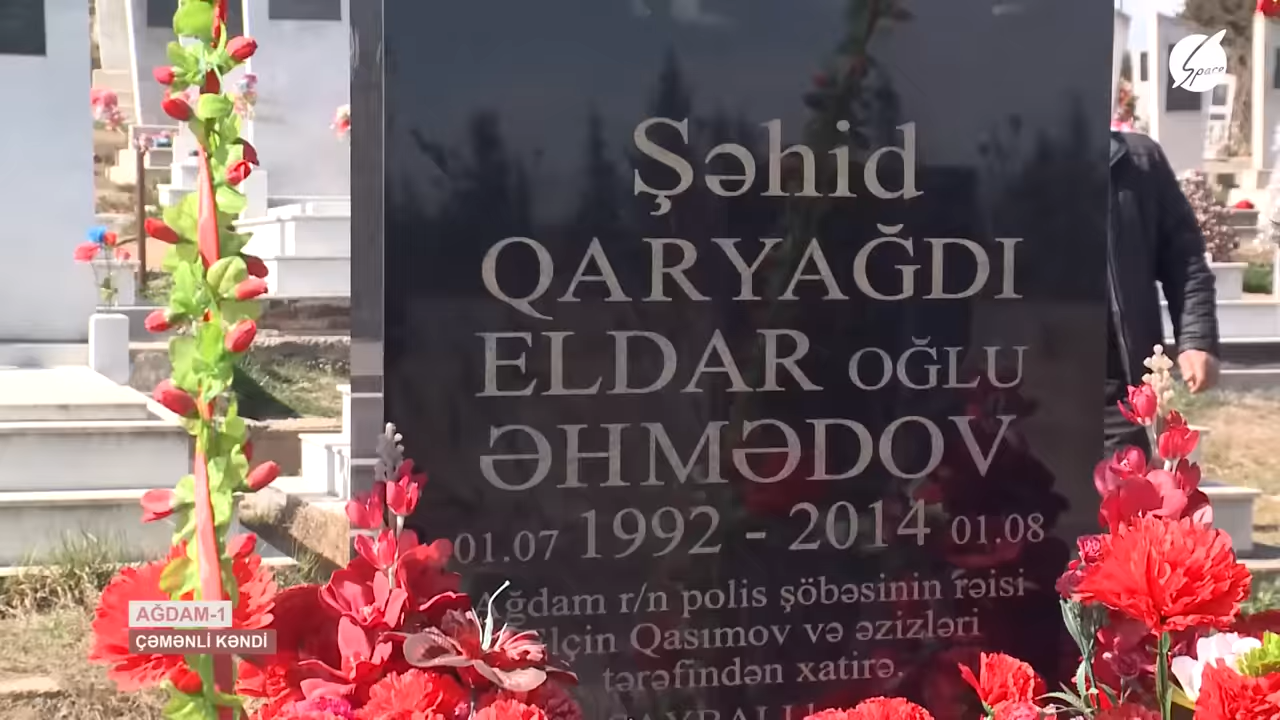 Space
Şəhid
QARYAĞDI
ELDAR OĞLU
ƏHMƏDOV
01.07 1992 - 2014 01.08
Ağdam r/n polis şöbəsinin rəisi
Elçin Qasımov və əzizləri
tərəfindən xatirə.
AĞDAM-1
ÇƏMƏNLİ KƏNDİ